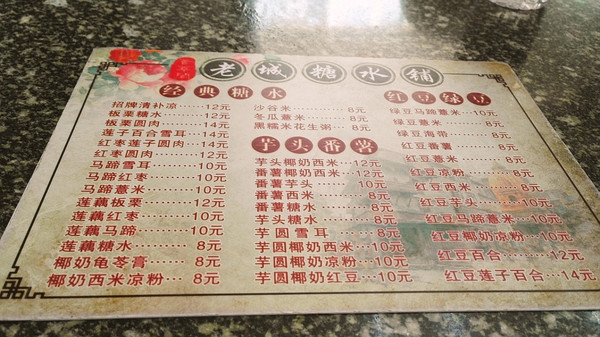 老城糖水铺
经典糖水
招牌清补凉……12元
板栗糖水……12元
板栗圆肉……14元
莲子百合雪耳……14元
红枣莲子圆肉……14元
红枣圆肉……12元
马蹄雪耳……10元
马蹄红枣……10元
马蹄薏米……10元
莲藕板栗……12元
莲藕红枣……10元
莲藕马蹄……10元
莲藕糖水……8元
椰奶龟苓膏……8元
椰奶西米凉粉……8元
沙谷米……8元
冬瓜薏米……8元
黑糯米花生粥……8元
芋头番薯
芋头椰奶西米……12元
番薯椰奶西米……12元
番薯芋头……10元
番薯西米……8元
番薯糖水……8元
芋头糖水……8元
芋圆雪耳……10元
芋圆椰奶西米……10元
芋圆椰奶凉粉……10元
芋圆椰奶红豆……10元
红豆绿豆
绿豆马蹄薏米……10元
绿豆薏米……8元
绿豆海带……8元
红豆番薯……8元
红豆薏米……8元
红豆凉粉……8元
红豆西米……8元
红豆芋头……10元
红豆马蹄薏米……10元
红豆椰奶凉粉……10元
红豆百合……12元
红豆莲子百合……14元